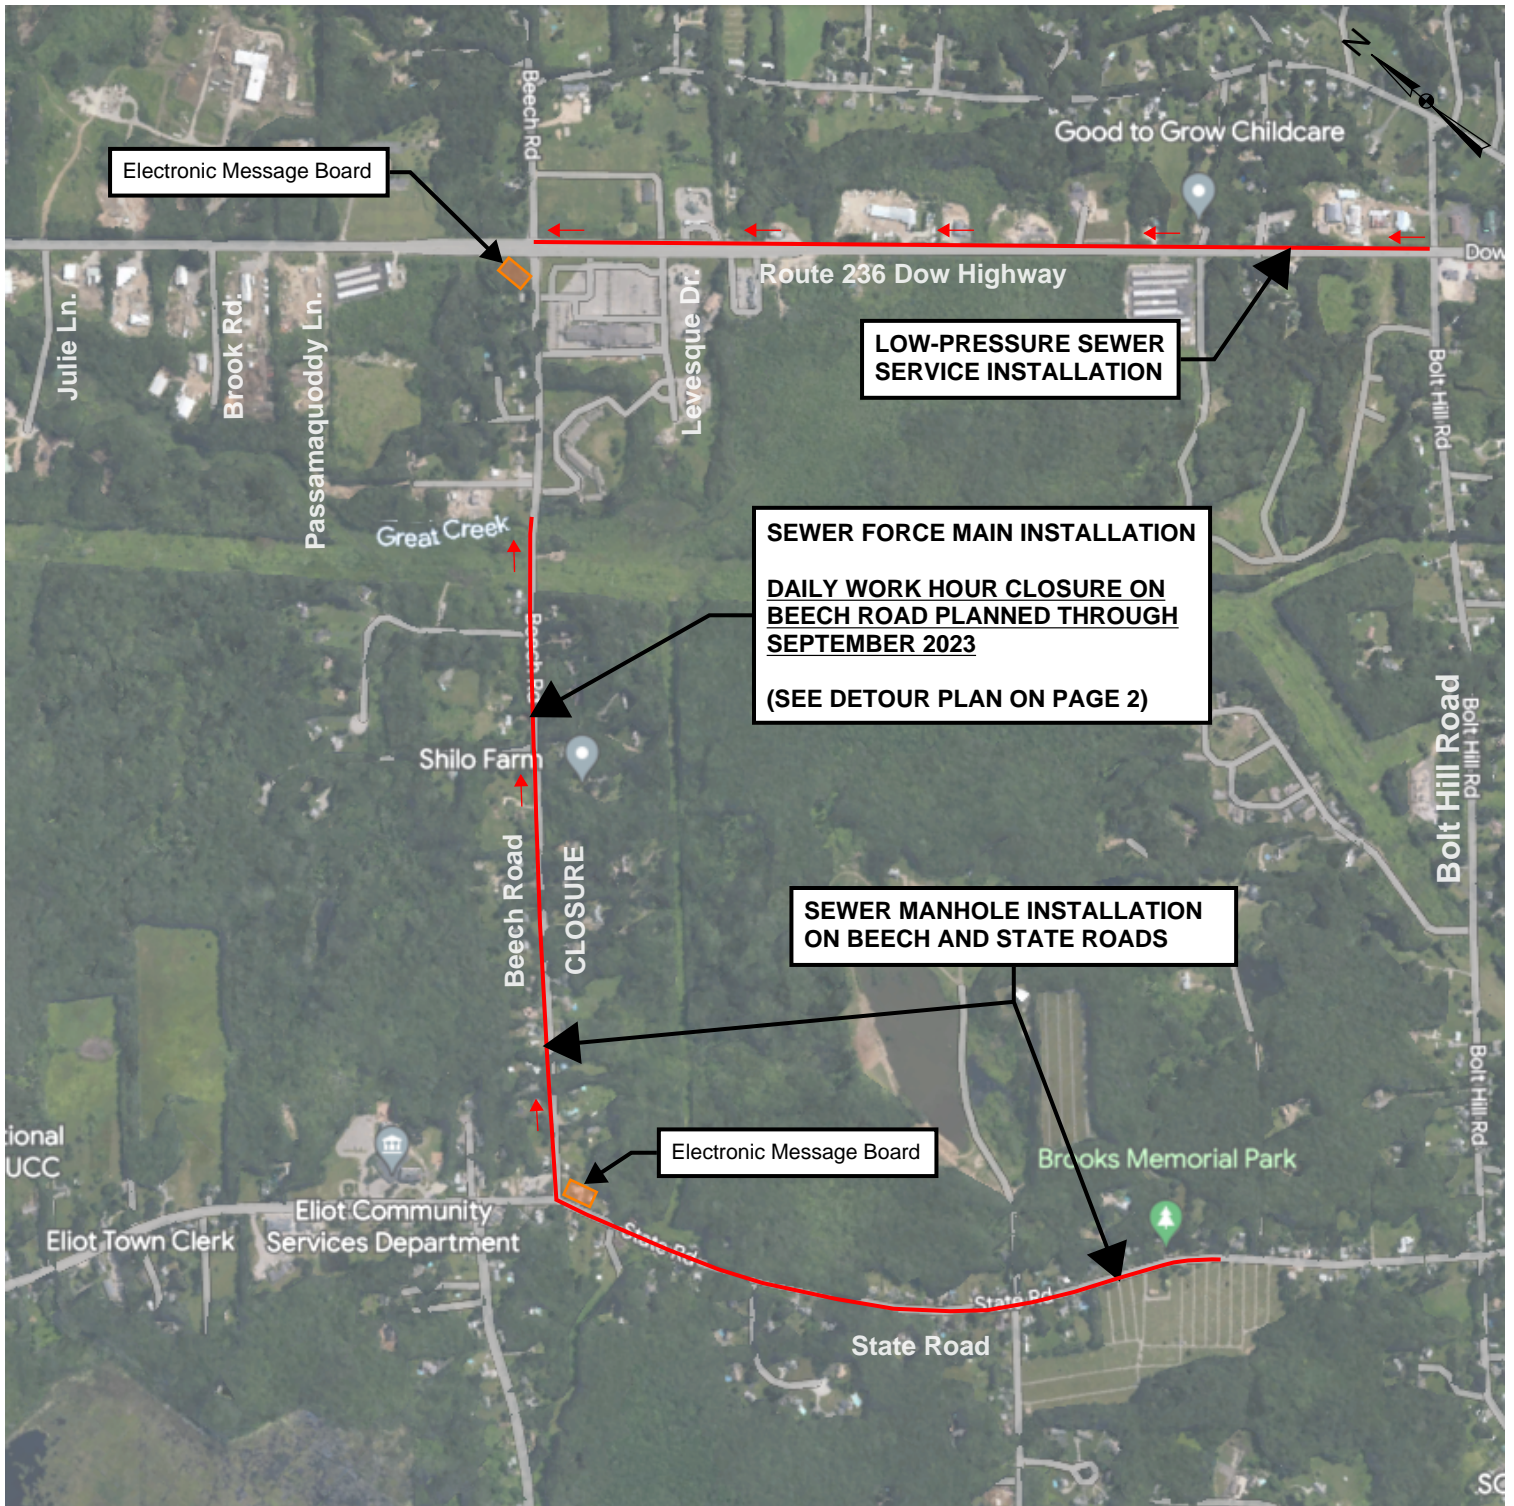 N
Beech Rd
Good to Grow Childcare
Electronic Message Board
Dow
Route 236 Dow Highway
Julie Ln.
Brook Rd.
Passamaquoddy Ln.
Levesque Dr.
LOW-PRESSURE SEWER
SERVICE INSTALLATION
Bolt Hill Rd
Great Creek
SEWER FORCE MAIN INSTALLATION
DAILY WORK HOUR CLOSURE ON
BEECH ROAD PLANNED THROUGH
SEPTEMBER 2023
(SEE DETOUR PLAN ON PAGE 2)
Beech Rd
Shilo Farm
Bolt Hill Road
Bolt Hill Rd
Beech Road
CLOSURE
SEWER MANHOLE INSTALLATION
ON BEECH AND STATE ROADS
Bolt Hill Rd
tional
UCC
Electronic Message Board
Brooks Memorial Park
Eliot Community
Services Department
Eliot Town Clerk
State Rd
State Rd
State Road
SC